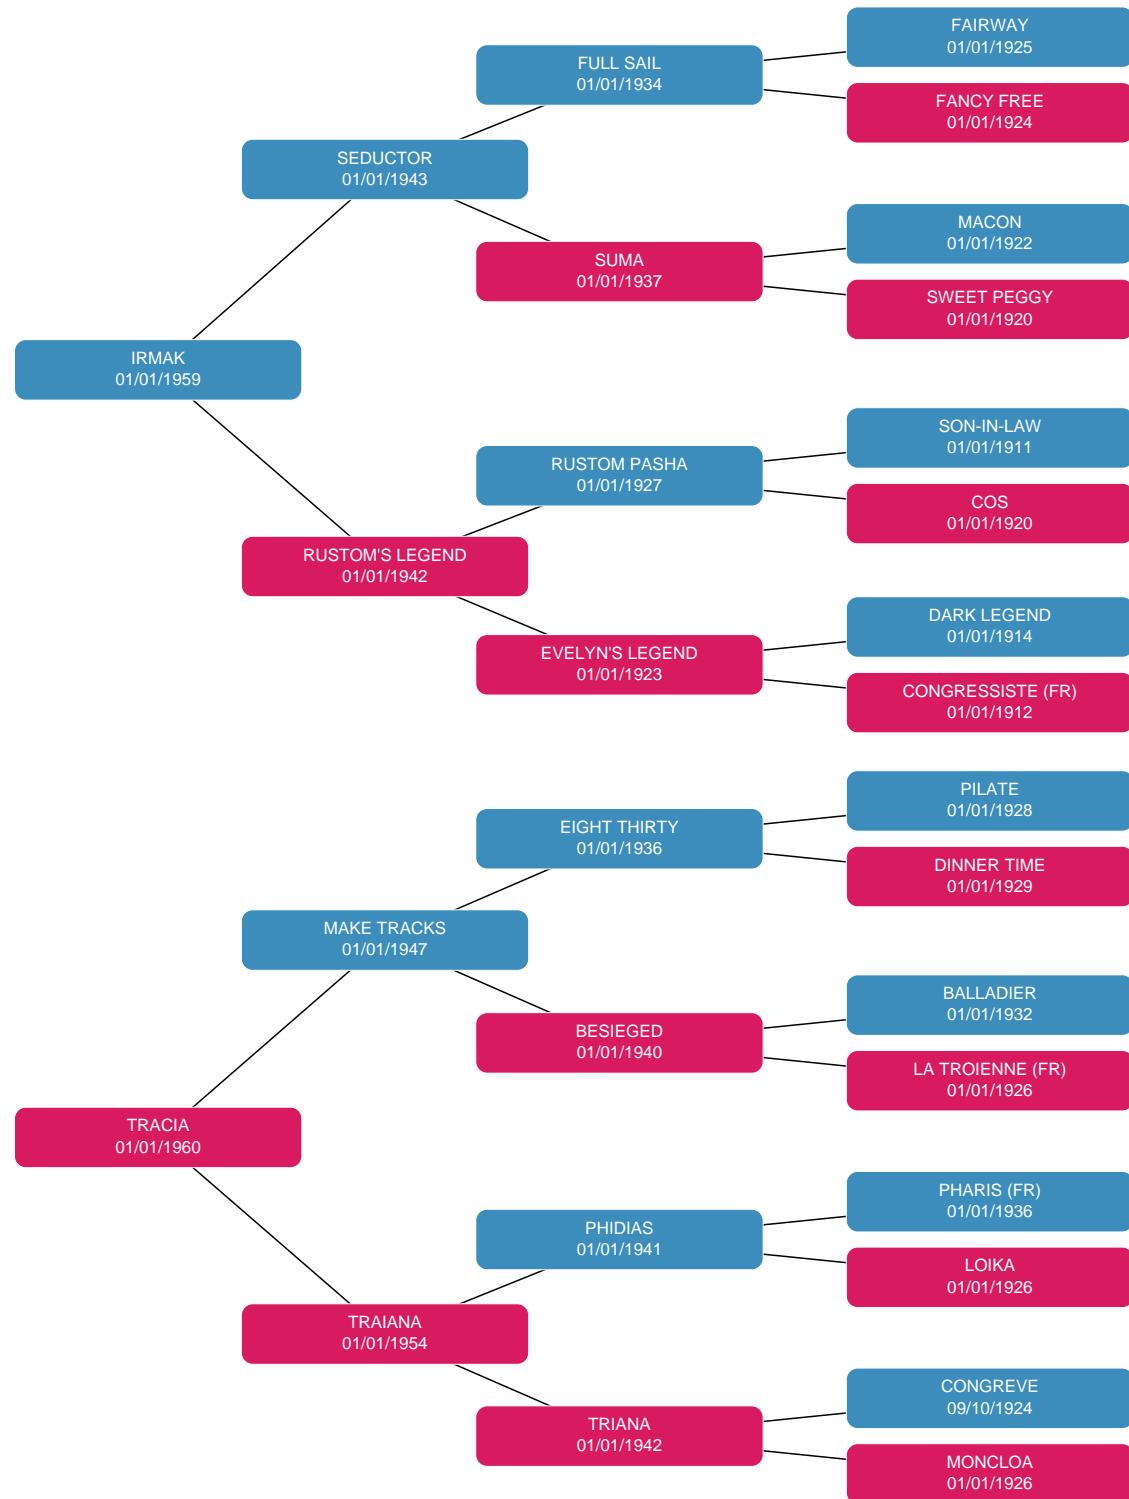 FAIRWAY
01/01/1925
FULL SAIL
01/01/1934
FANCY FREE
01/01/1924
SEDUCTOR
01/01/1943
MACON
01/01/1922
SUMA
01/01/1937
SWEET PEGGY
01/01/1920
IRMAK
01/01/1959
SON-IN-LAW
01/01/1911
RUSTOM PASHA
01/01/1927
COS
01/01/1920
RUSTOM'S LEGEND
01/01/1942
DARK LEGEND
01/01/1914
EVELYN'S LEGEND
01/01/1923
CONGRESSISTE (FR)
01/01/1912
PILATE
01/01/1928
EIGHT THIRTY
01/01/1936
DINNER TIME
01/01/1929
MAKE TRACKS
01/01/1947
BALLADIER
01/01/1932
BESIEGED
01/01/1940
LA TROIENNE (FR)
01/01/1926
TRACIA
01/01/1960
PHARIS (FR)
01/01/1936
PHIDIAS
01/01/1941
LOIKA
01/01/1926
TRAIANA
01/01/1954
CONGREVE
09/10/1924
TRIANA
01/01/1942
MONCLOA
01/01/1926